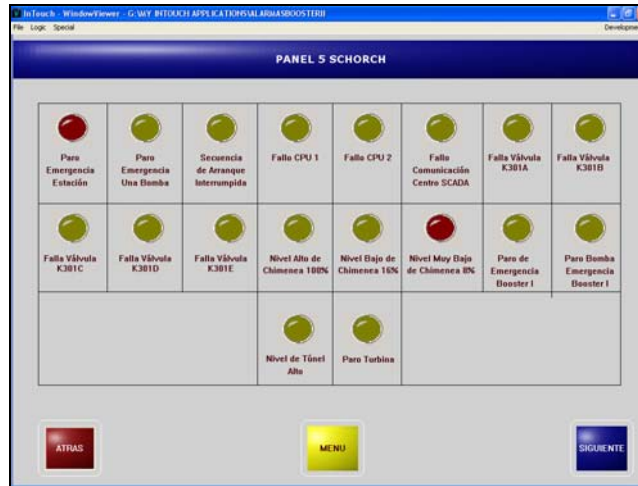 InTouch - WindowViewer - G:\MY INTOUCH APPLICATIONS\ALARMASBOOSTERII
File Logic Special
Developme
PANEL 5 SCHORCH
Paro
Emergencia
Estación
Paro
Emergencia
Una Bomba
Secuencia
de Arranque
Interrumpida
Fallo CPU 1
Fallo CPU 2
Fallo
Comunicación
Centro SCADA
Falla Válvula
K301A
Falla Válvula
K301B
Falla Válvula
K301C
Falla Válvula
K301D
Falla Válvula
K301E
Nivel Alto de
Chimenea 100%
Nivel Bajo de
Chimenea 16%
Nivel Muy Bajo
de Chimenea 8%
Paro de
Emergencia
Booster I
Paro Bomba
Emergencia
Booster I
Nivel de Túnel
Alto
Paro Turbina
ATRAS
MENU
SIGUIENTE